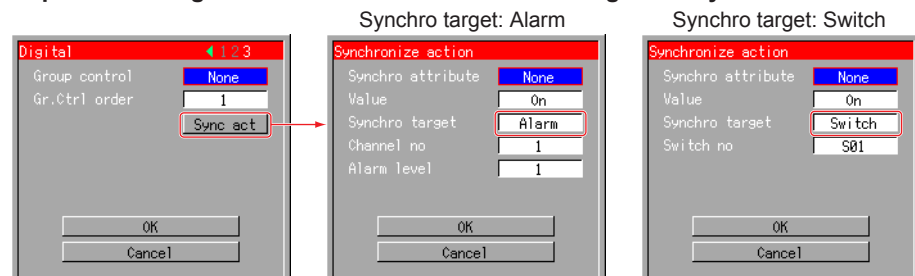 Synchro target: Alarm
Synchro target: Switch
Digital 1 2 3
Group control None
Gr.Ctrl order 1
Sync act
OK
Cancel
Synchronize action
Synchro attribute None
Value On
Synchro target Alarm
Channel no 1
Alarm level 1
OK
Cancel
Synchronize action
Synchro attribute None
Value On
Synchro target Switch
Switch no S01
OK
Cancel